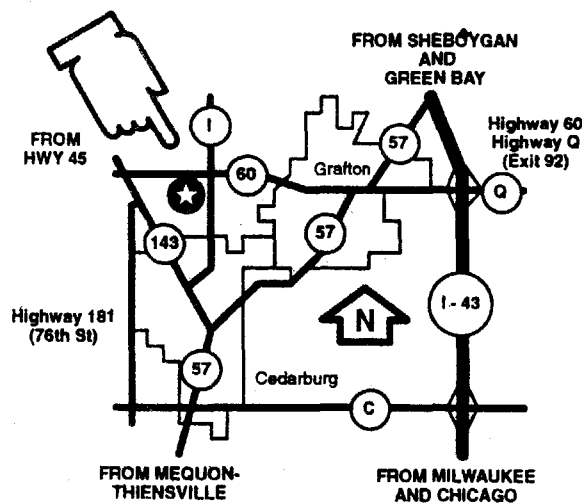 FROM SHEBOYGAN
AND
GREEN BAY
FROM
HWY 45
I
57
Highway 60
Highway Q
(Exit 92)
Grafton
60
Q
57
143
Highway 181
(76th St)
N
I - 43
57
Cedarburg
C
FROM MEQUON-
THIENSVILLE
FROM MILWAUKEE
AND CHICAGO